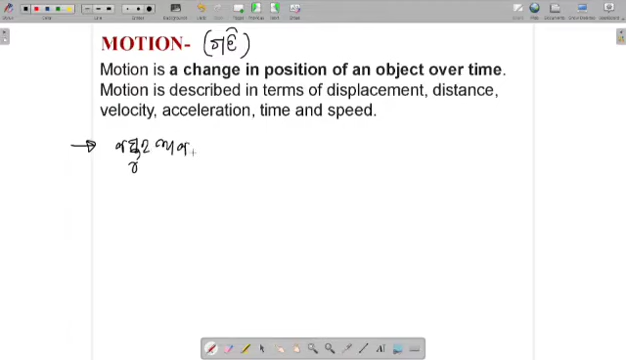 MOTION- (ଗତି)
Motion is a change in position of an object over time.
Motion is described in terms of displacement, distance,
velocity, acceleration, time and speed.